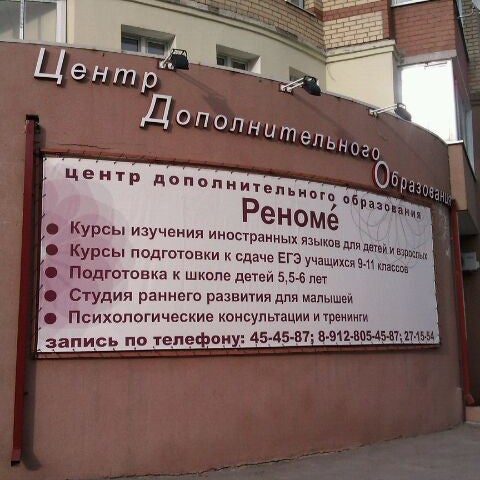 Центр
Дополнительного
Образования
центр дополнительного образования
Реномé
● Курсы изучения иностранных языков для детей и взрослых
● Курсы подготовки к сдаче ЕГЭ учащихся 9-11 классов
● Подготовка к школе детей 5,5-6 лет
● Студия раннего развития для малышей
● Психологические консультации и тренинги
запись по телефону: 45-45-87; 8-912-805-45-87; 27-15-54